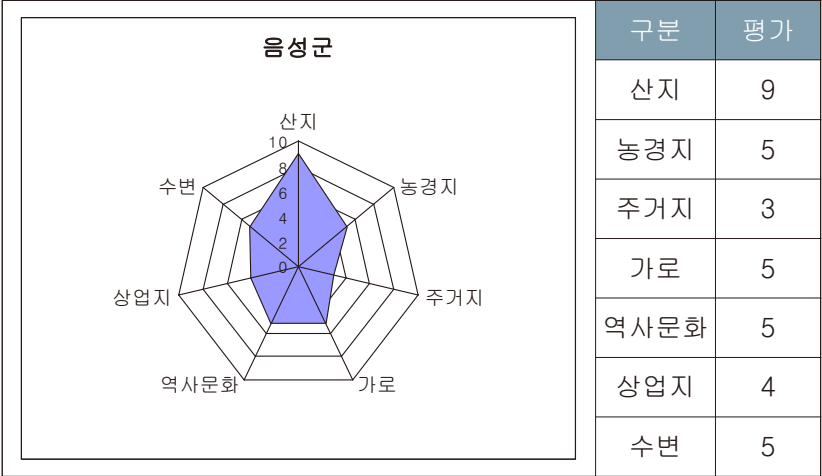 음성군
산지
10
8
6
4
2
0
수변
농경지
상업지
주거지
역사문화
가로
구분 평가
산지 9
농경지 5
주거지 3
가로 5
역사문화 5
상업지 4
수변 5